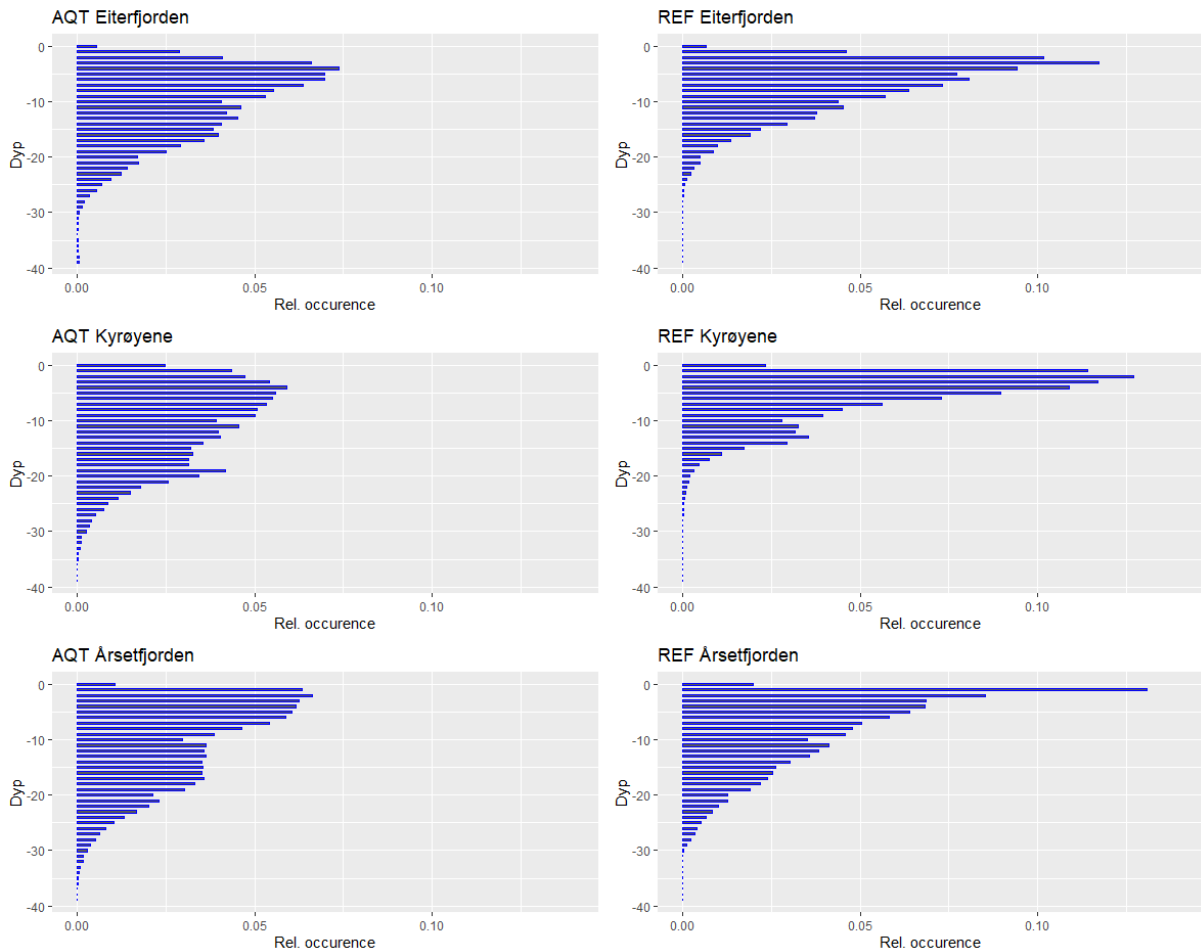 AQT Eiterfjorden
REF Eiterfjorden
0
-10
-20
-30
-40
Dyp
0.00
0.05
0.10
Rel. occurence
0
-10
-20
-30
-40
Dyp
0.00
0.05
0.10
Rel. occurence
AQT Kyrøyene
REF Kyrøyene
0
-10
-20
-30
-40
Dyp
0.00
0.05
0.10
Rel. occurence
0
-10
-20
-30
-40
Dyp
0.00
0.05
0.10
Rel. occurence
AQT Årsetfjorden
REF Årsetfjorden
0
-10
-20
-30
-40
Dyp
0.00
0.05
0.10
Rel. occurence
0
-10
-20
-30
-40
Dyp
0.00
0.05
0.10
Rel. occurence